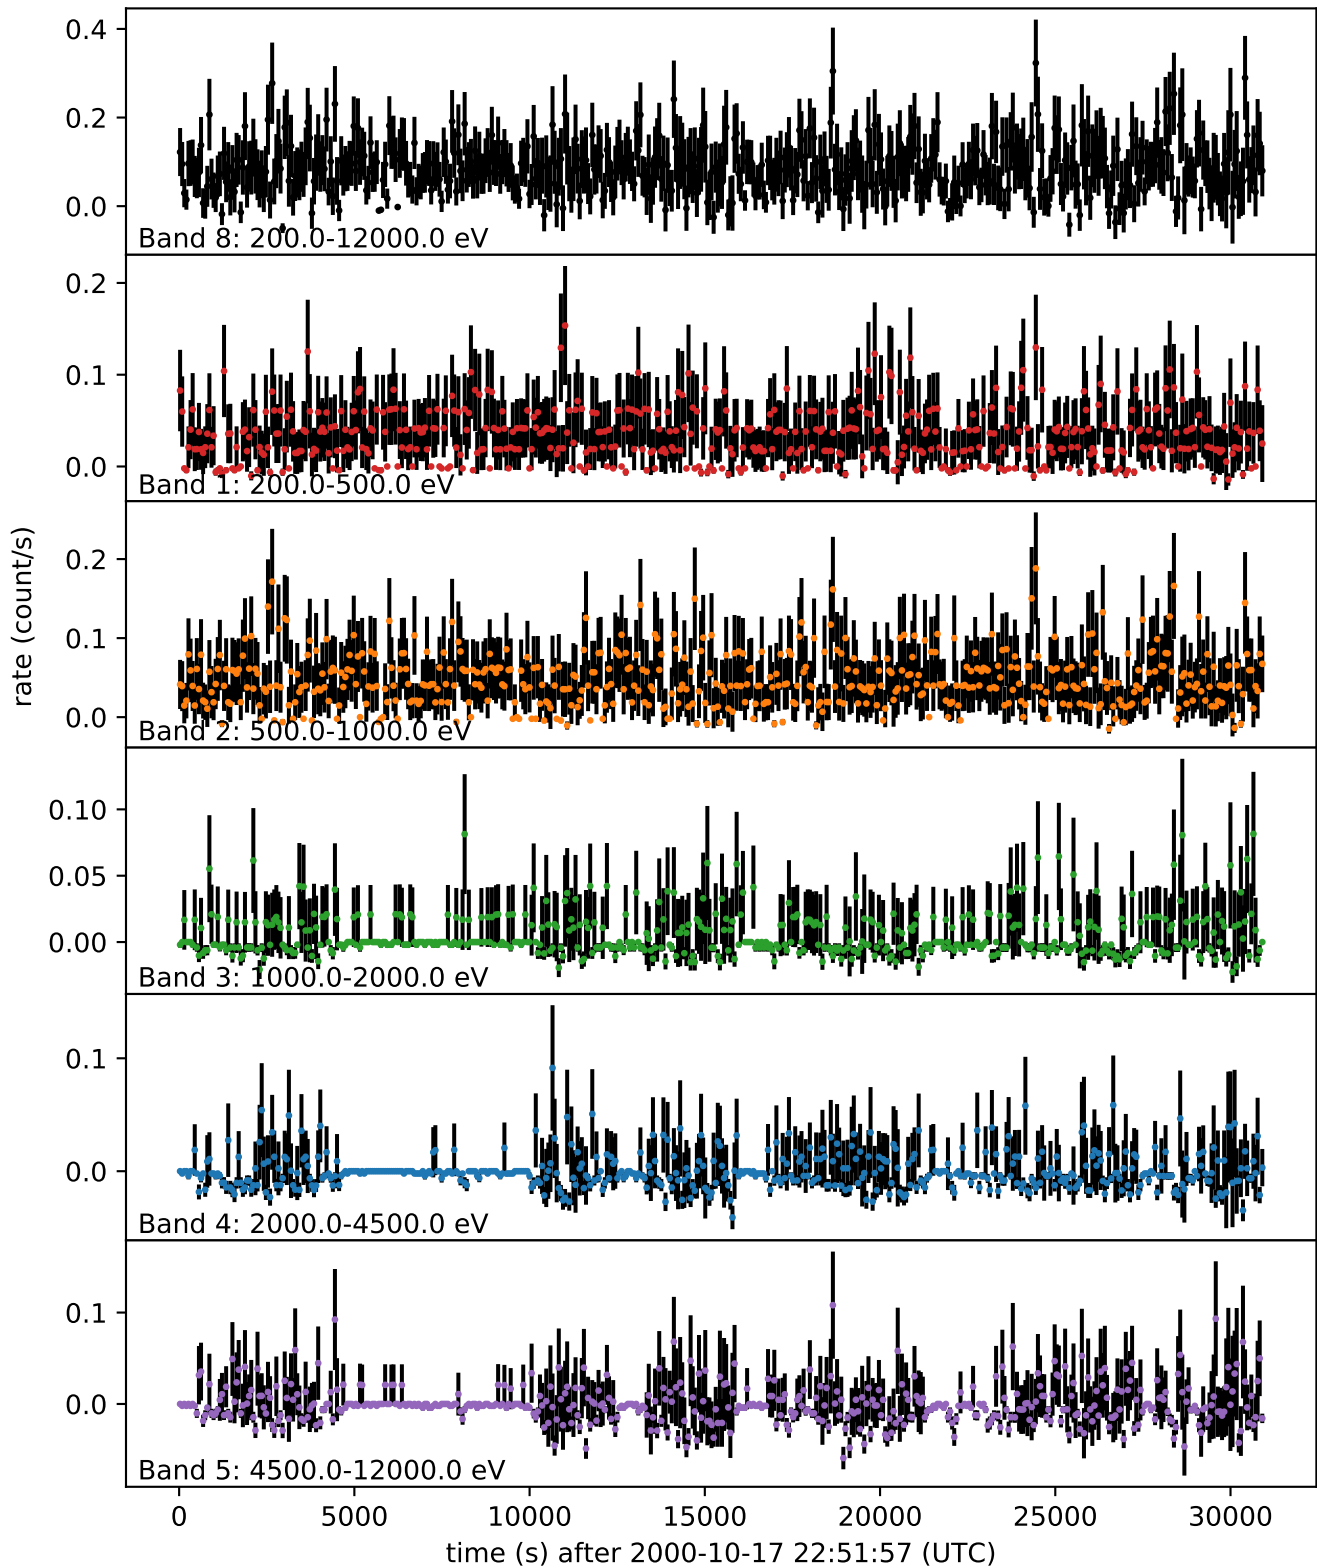 0.4
0.2
0.0
Band 8: 200.0-12000.0 eV
0.2
0.1
0.0
Band 1: 200.0-500.0 eV
rate (count/s)
0.2
0.1
0.0
Band 2: 500.0-1000.0 eV
0.10
0.05
0.00
Band 3: 1000.0-2000.0 eV
0.1
0.0
Band 4: 2000.0-4500.0 eV
0.1
0.0
Band 5: 4500.0-12000.0 eV
0 5000 10000 15000 20000 25000 30000
time (s) after 2000-10-17 22:51:57 (UTC)